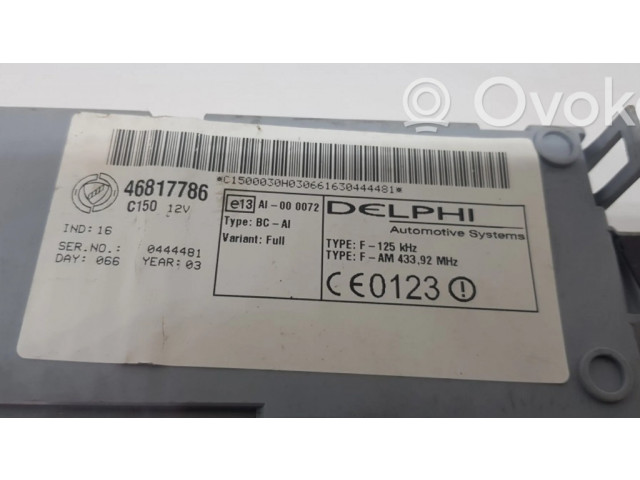 Ovoko
*C1500030H030661630444481*
46817786
C150 12V
IND: 16
SER.NO.: 0444481
DAY: 066 YEAR: 03
e13 AI-00 0072
Type: BC-AI
Variant: Full
DELPHI
Automotive Systems
TYPE: F-125 kHz
TYPE: F-AM 433,92 MHz
CE0123